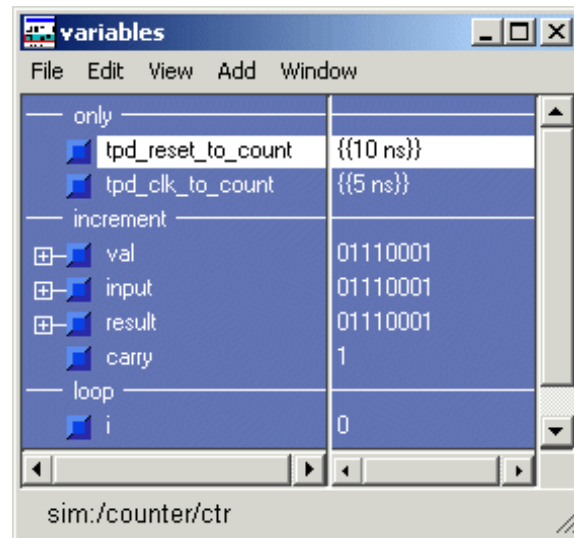 variables
File Edit View Add Window
only
tpd_reset_to_count {{10 ns}}
tpd_clk_to_count {{5 ns}}
increment
val 01110001
input 01110001
result 01110001
carry 1
loop
i 0
sim:/counter/ctr